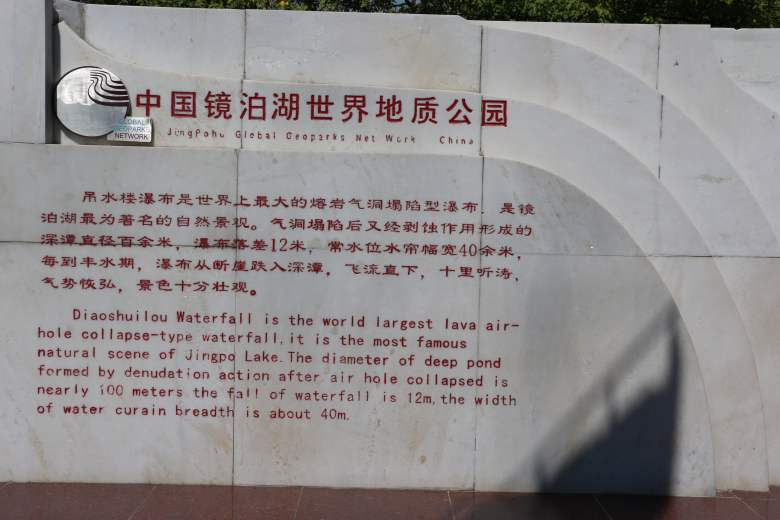 中国镜泊湖世界地质公园
GLOBAL
GEOPARK
NETWORK
JingPohu Global Geoparks Net Work China
吊水楼瀑布是世界上最大的熔岩气洞塌陷型瀑布．是镜
泊湖最为著名的自然景观。气洞塌陷后又经剥蚀作用形成的
深潭直径百余米，瀑布落差12米，常水位水帘幅宽40余米，
每到丰水期，瀑布从断崖跌入深潭，飞流直下，十里听涛，
气势恢弘，景色十分壮观。
Diaoshuilou Waterfall is the world largest lava air-
hole collapse-type waterfall,it is the most famous
natural scene of Jingpo Lake.The diameter of deep pond
formed by denudation action after air hole collapsed is
nearly 100 meters the fall of waterfall is 12m,the width
of water curain breadth is about 40m.